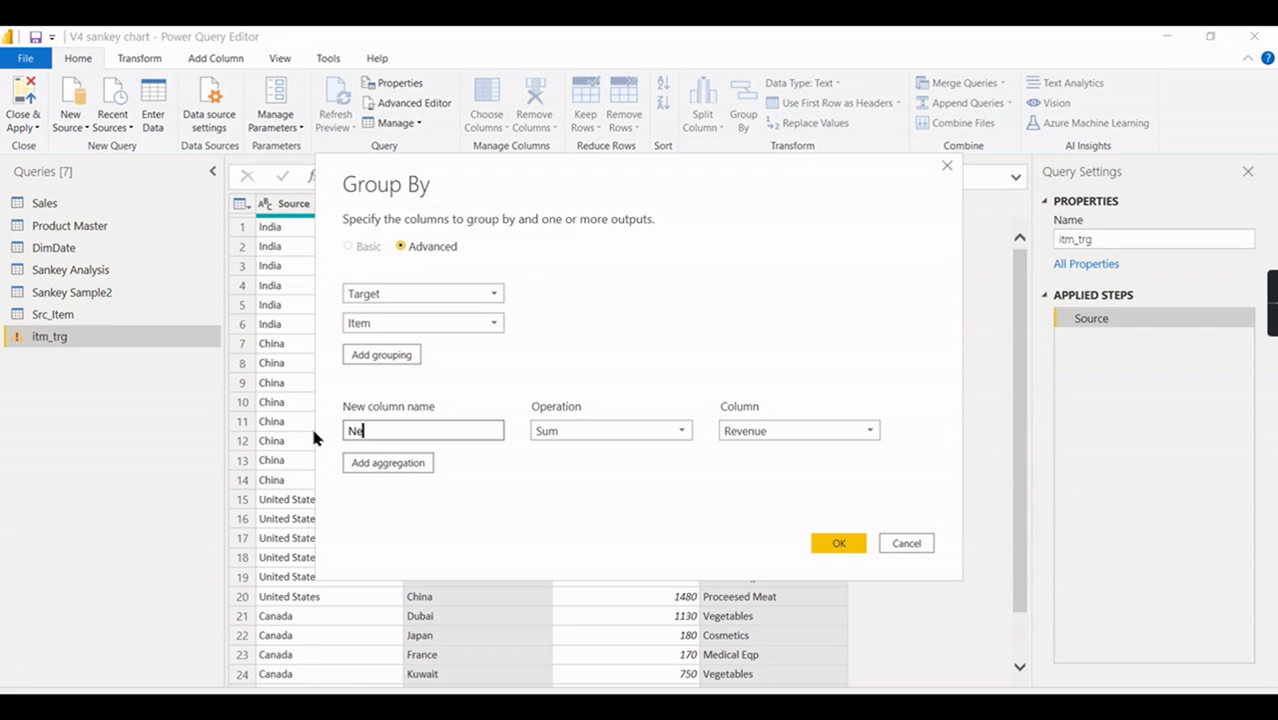 V4 sankey chart - Power Query Editor
File Home Transform Add Column View Tools Help
Close & Apply
New Source
Recent Sources
Enter Data
Data source settings
Manage Parameters
Refresh Preview
Properties
Advanced Editor
Manage
Choose Columns
Remove Columns
Keep Rows
Remove Rows
Split Column
Group By
Data Type: Text
Use First Row as Headers
Replace Values
Merge Queries
Append Queries
Combine Files
Text Analytics
Vision
Azure Machine Learning
Close New Query Data Sources Parameters Query Manage Columns Reduce Rows Sort Transform Combine AI Insights
Queries [7]
Sales
Product Master
DimDate
Sankey Analysis
Sankey Sample2
Src_Item
itm_trg
Source
1 India
2 India
3 India
4 India
5 India
6 India
7 China
8 China
9 China
10 China
11 China
12 China
13 China
14 China
15 United State
16 United State
17 United State
18 United State
19 United State
20 United States China 1480 Proceesed Meat
21 Canada Dubai 1130 Vegetables
22 Canada Japan 180 Cosmetics
23 Canada France 170 Medical Eqp
24 Canada Kuwait 750 Vegetables
Group By
Specify the columns to group by and one or more outputs.
Basic Advanced
Target
Item
Add grouping
New column name Operation Column
Ne Sum Revenue
Add aggregation
OK Cancel
Query Settings
PROPERTIES
Name
itm_trg
All Properties
APPLIED STEPS
Source